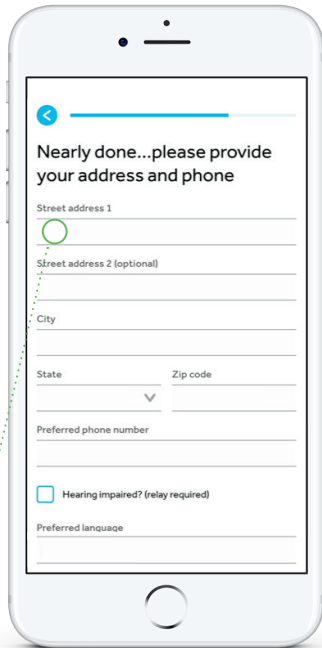 Nearly done...please provide
your address and phone
Street address 1
Street address 2 (optional)
City
State Zip code
Preferred phone number
Hearing impaired? (relay required)
Preferred language